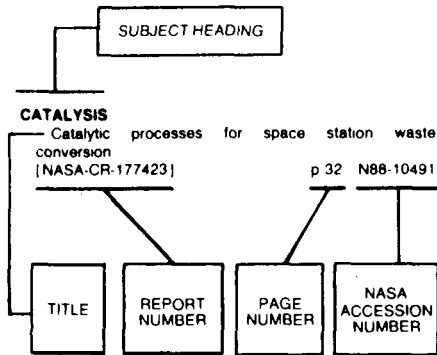 SUBJECT HEADING
CATALYSIS
Catalytic processes for space station waste
conversion
[NASA-CR-177423] p 32 N88-10491
TITLE
REPORT
NUMBER
PAGE
NUMBER
NASA
ACCESSION
NUMBER